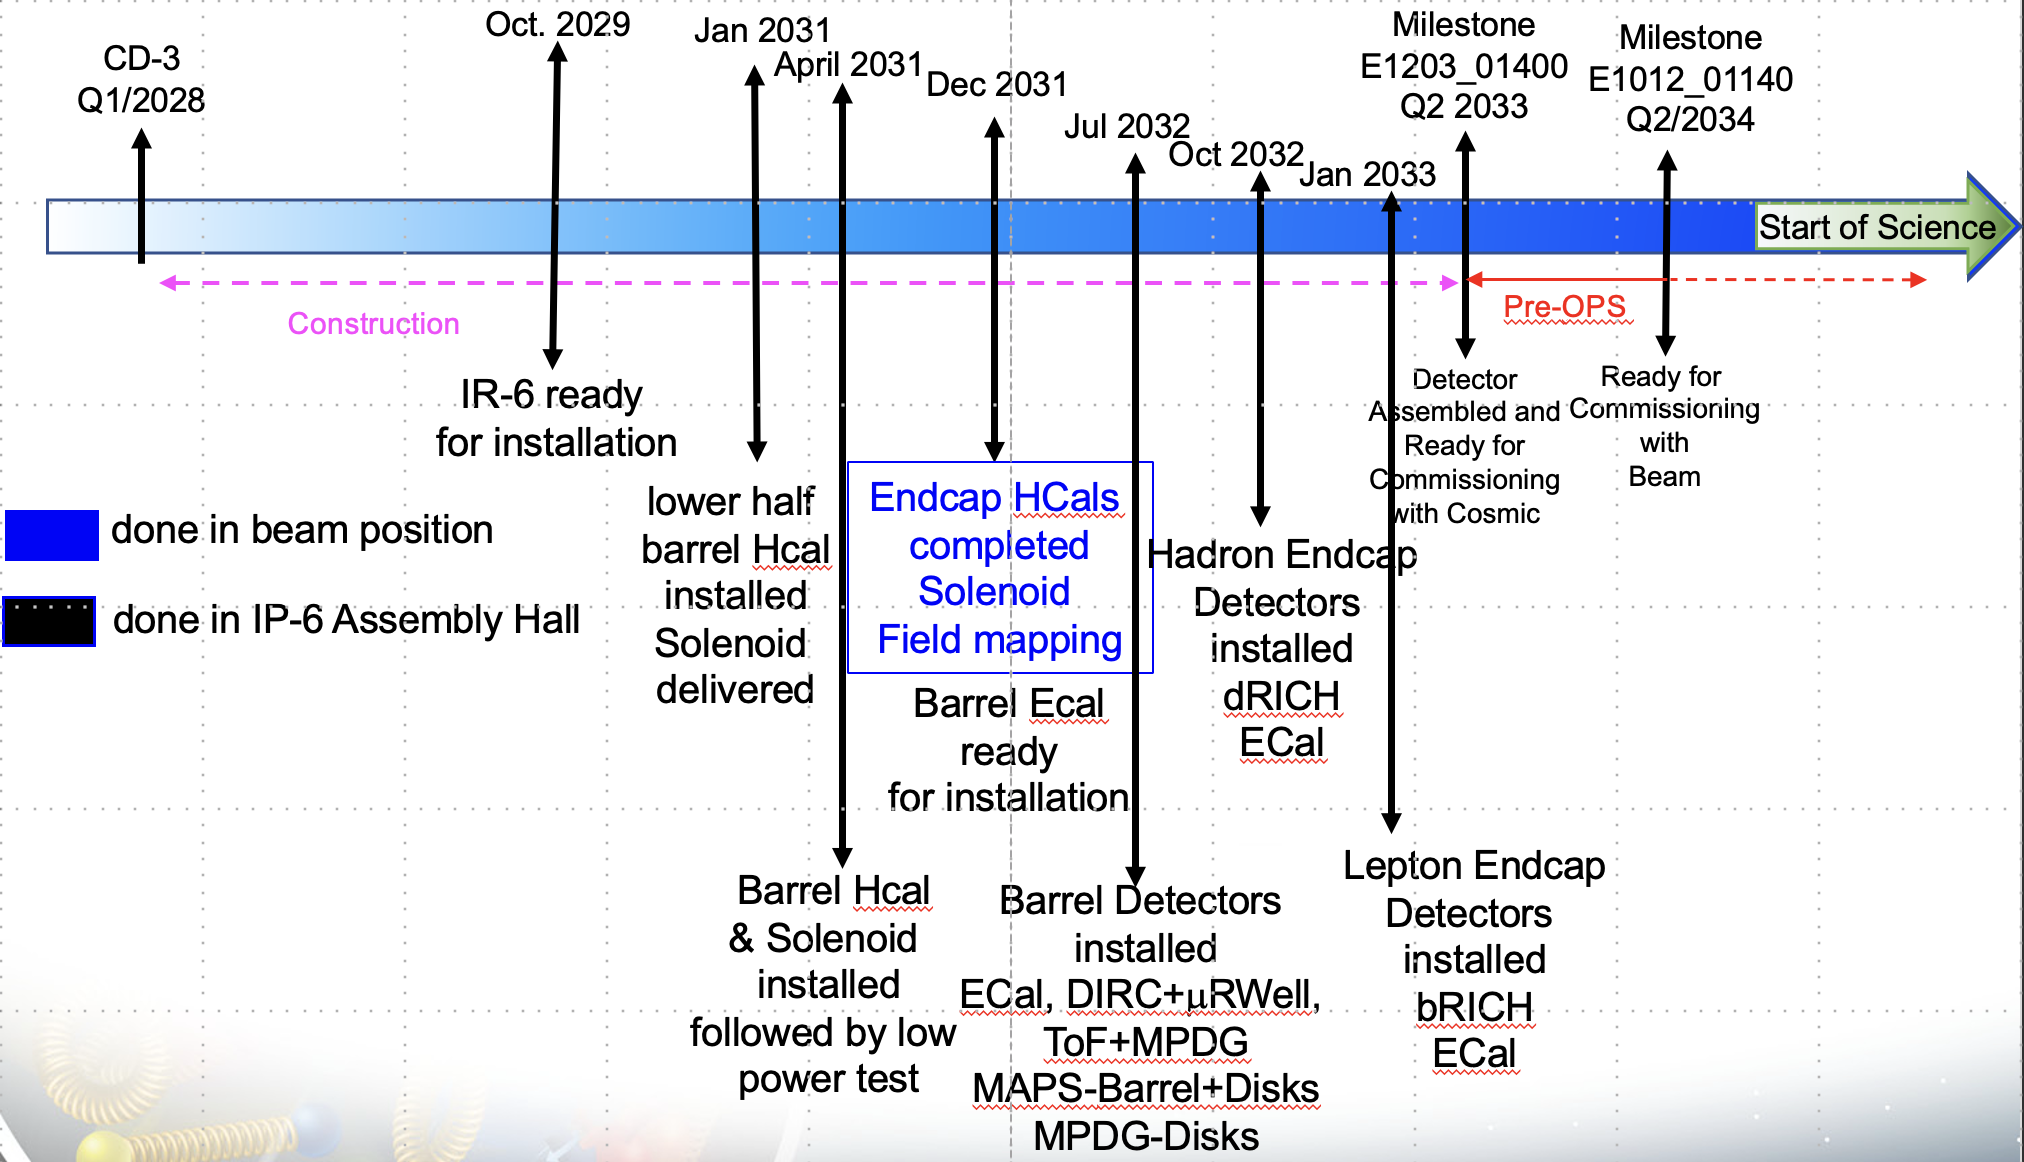 CD-3
Q1/2028
Oct. 2029
Jan 2031
April 2031
Dec 2031
Jul 2032
Oct 2032
Jan 2033
Milestone
E1203_01400
Q2 2033
Milestone
E1012_01140
Q2/2034
Start of Science
Construction
Pre-OPS
IR-6 ready
for installation
lower half
barrel Hcal
installed
Solenoid
delivered
Endcap HCals
completed
Solenoid
Field mapping
Barrel Ecal
ready
for installation
Hadron Endcap
Detectors
installed
dRICH
ECal
Detector
Assembled and
Ready for
Commissioning
with Cosmic
Ready for
Commissioning
with
Beam
done in beam position
done in IP-6 Assembly Hall
Barrel Hcal
& Solenoid
installed
followed by low
power test
Barrel Detectors
installed
ECal, DIRC+μRWell,
ToF+MPDG
MAPS-Barrel+Disks
MPDG-Disks
Lepton Endcap
Detectors
installed
bRICH
ECal